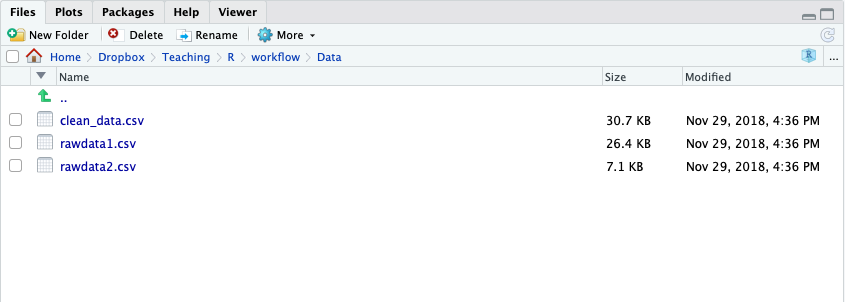 Files Plots Packages Help Viewer
New Folder Delete Rename More
Home Dropbox Teaching R workflow Data R ...
Name Size Modified
..
clean_data.csv 30.7 KB Nov 29, 2018, 4:36 PM
rawdata1.csv 26.4 KB Nov 29, 2018, 4:36 PM
rawdata2.csv 7.1 KB Nov 29, 2018, 4:36 PM